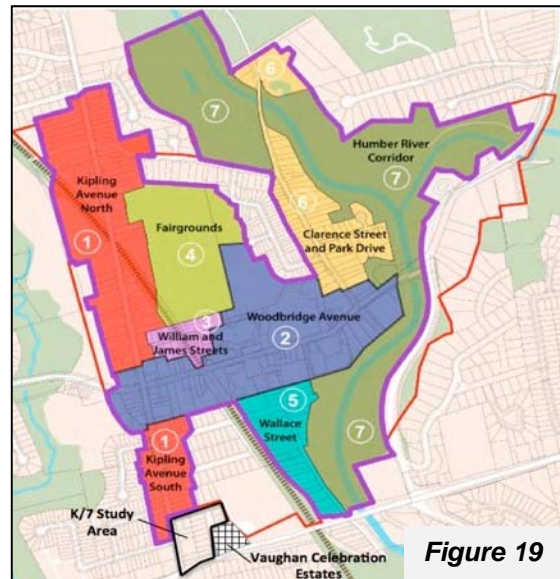 6
7
Humber River
Corridor
7
Kipling
Avenue
North
1
Fairgrounds
4
6
Clarence Street
and Park Drive
3
William and
James Streets
Woodbridge Avenue
2
5
Wallace
Street
7
1
Kipling
Avenue
South
K/7 Study
Area
Vaughan Celebration
Estates
Figure 19